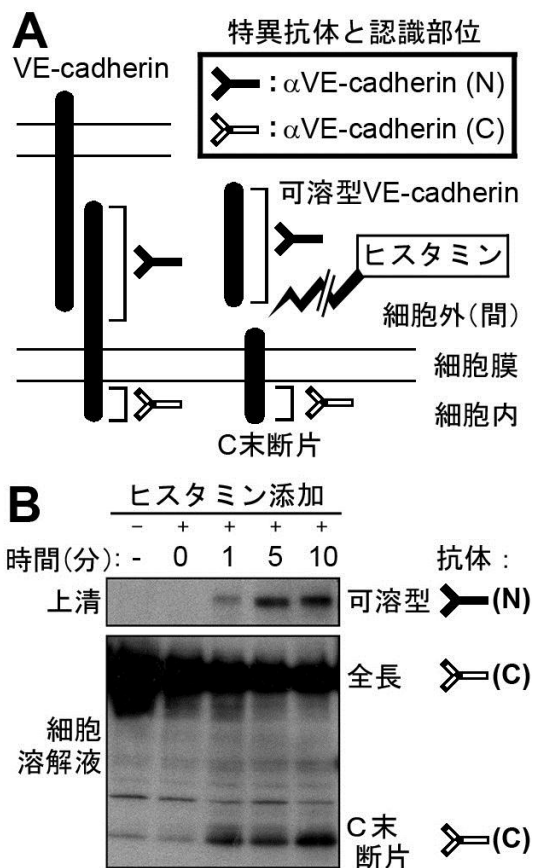 A
特異抗体と認識部位
VE-cadherin
:αVE-cadherin (N)
:αVE-cadherin (C)
可溶型VE-cadherin
ヒスタミン
細胞外(間)
細胞膜
細胞内
C末断片
B
ヒスタミン添加
− + + + +
時間(分): - 0 1 5 10 抗体:
上清 可溶型 (N)
全長 (C)
細胞
溶解液
C末
断片 (C)